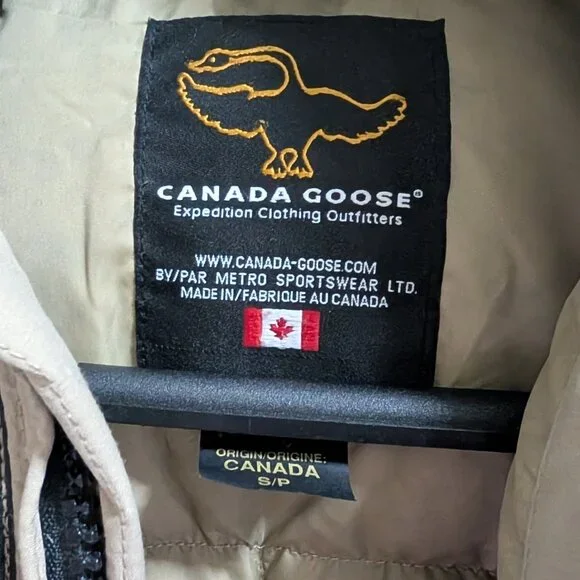 CANADA GOOSE®
Expedition Clothing Outfitters
WWW.CANADA-GOOSE.COM
BY/PAR METRO SPORTSWEAR LTD.
MADE IN/FABRIQUE AU CANADA
ORIGIN/ORIGINE:
CANADA
S/P